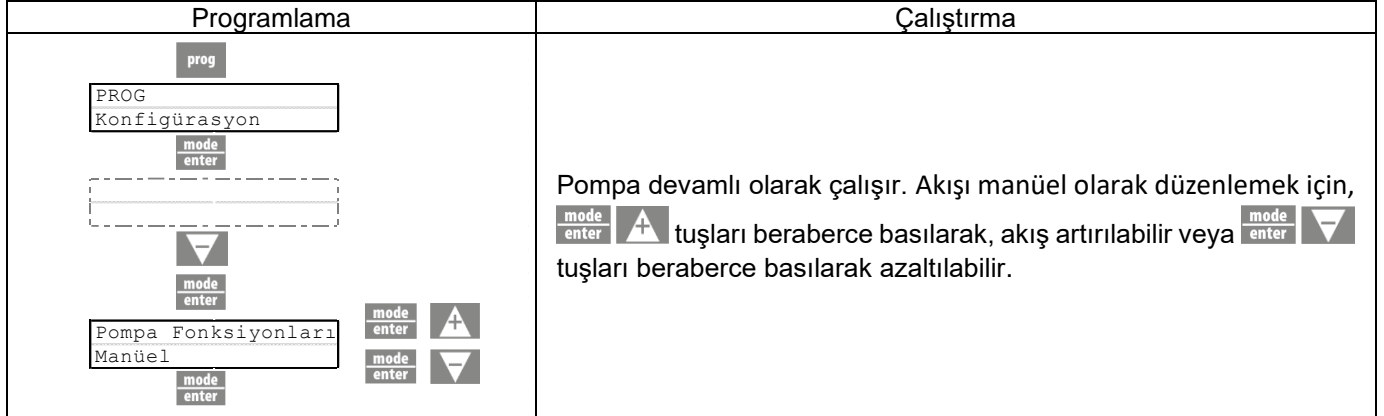 Programlama
Çalıştırma
prog
PROG
Konfigürasyon
mode
enter
mode
enter
Pompa Fonksiyonları
Manüel
mode
enter
mode
enter +
mode
enter −
Pompa devamlı olarak çalışır. Akışı manüel olarak düzenlemek için,
mode enter + tuşları beraberce basılarak, akış artırılabilir veya mode enter −
tuşları beraberce basılarak azaltılabilir.